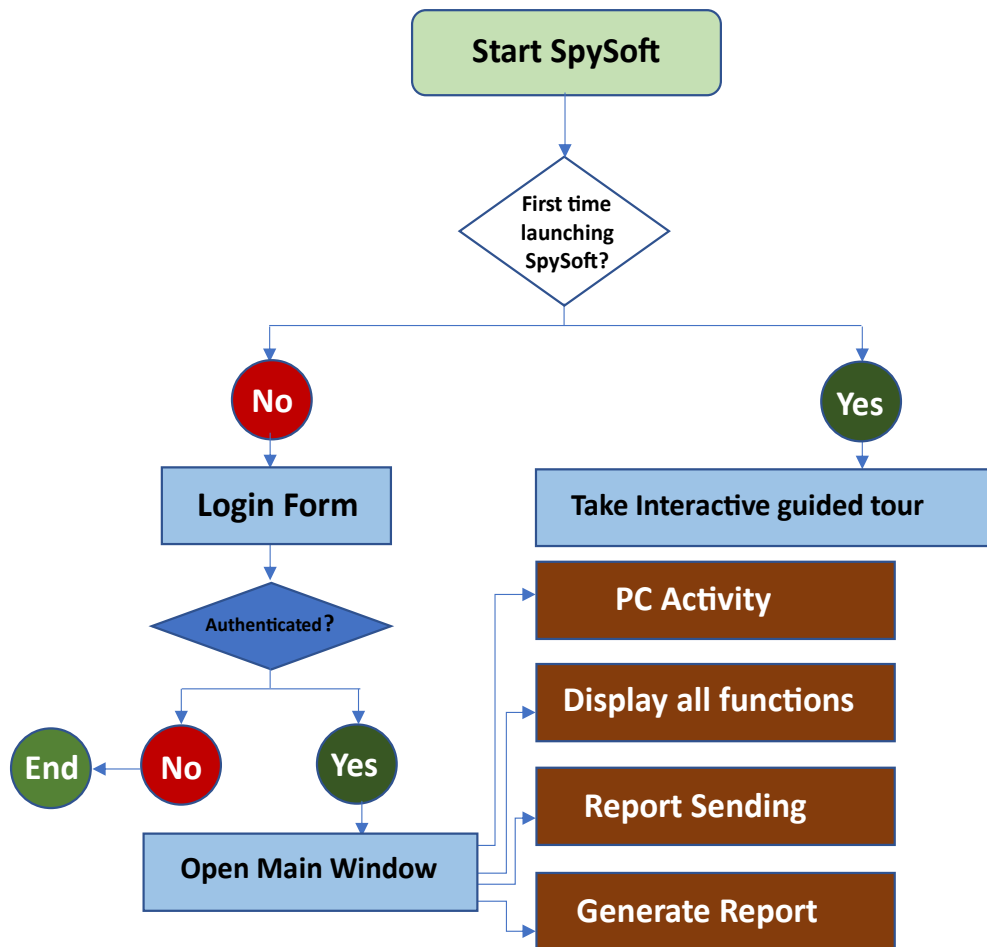 Start SpySoft
First time
launching
SpySoft?
No
Yes
Login Form
Take Interactive guided tour
PC Activity
Authenticated?
Display all functions
End
No
Yes
Report Sending
Open Main Window
Generate Report